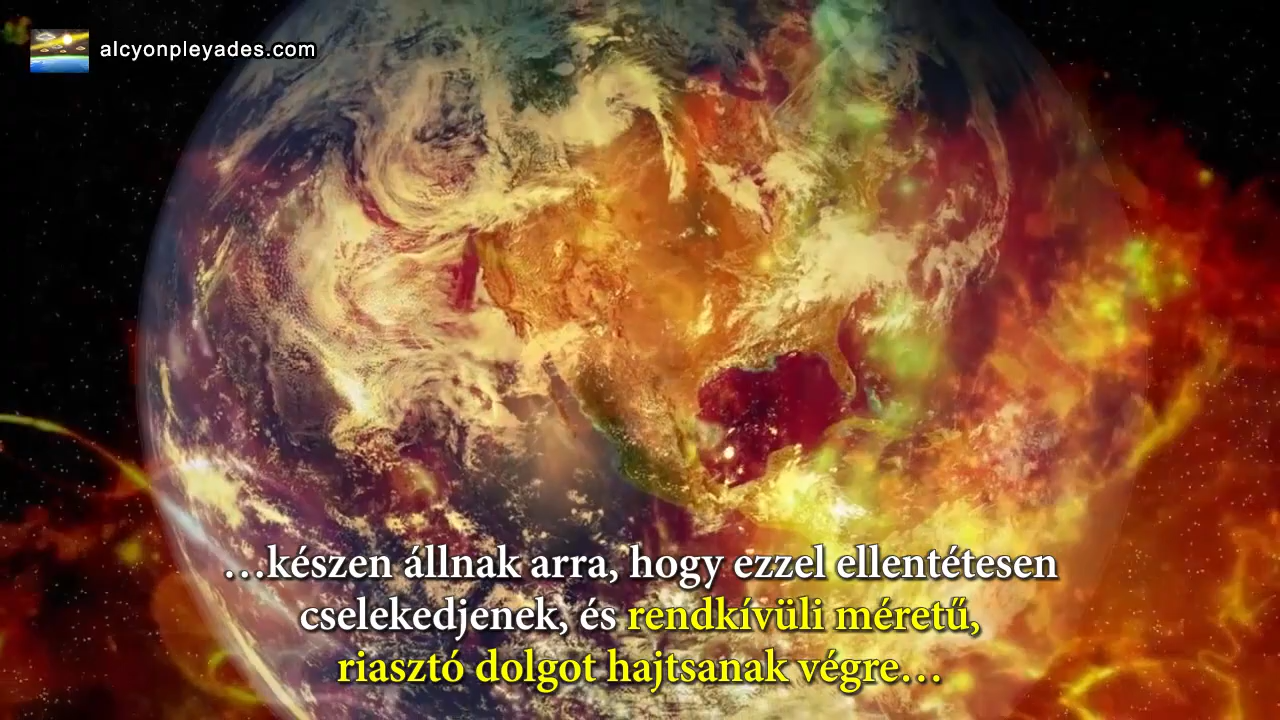 alcyonpleyades.com
…készen állnak arra, hogy ezzel ellentétesen
cselekedjenek, és rendkívüli méretű,
riasztó dolgot hajtsanak végre…